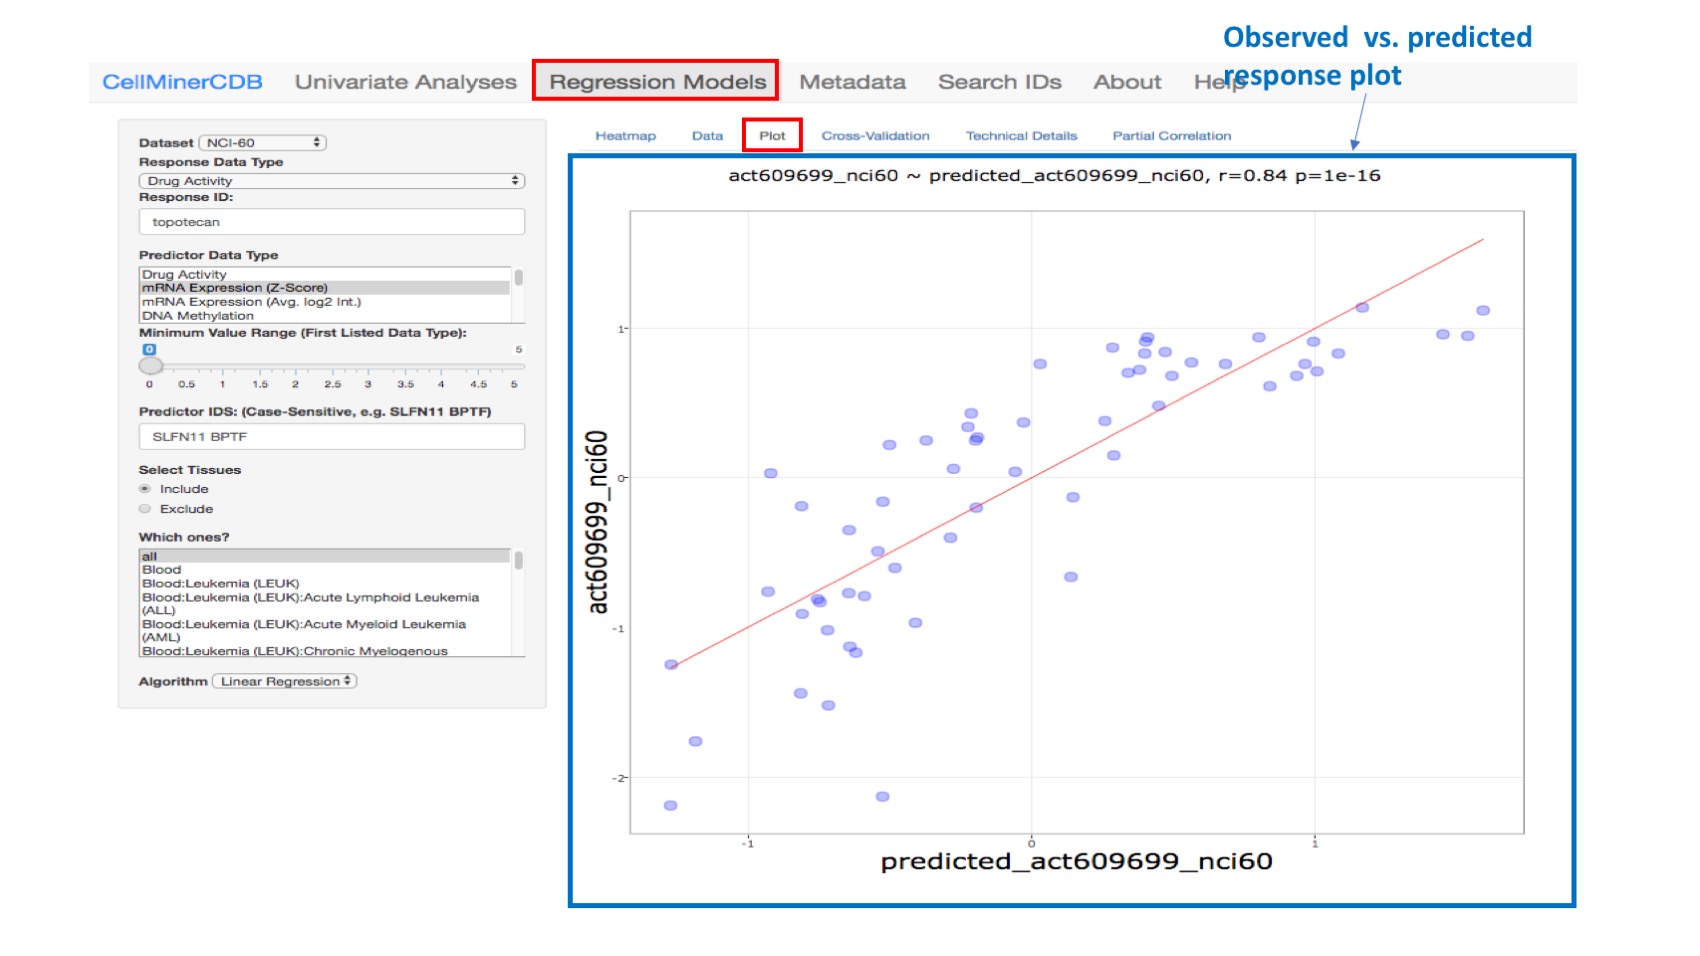 Observed vs. predicted
response plot
CellMinerCDB Univariate Analyses Regression Models Metadata Search IDs About Help
Dataset NCI-60
Response Data Type
Drug Activity
Response ID:
topotecan
Predictor Data Type
Drug Activity
mRNA Expression (Z-Score)
mRNA Expression (Avg. log2 Int.)
DNA Methylation
Minimum Value Range (First Listed Data Type):
0 5
0 0.5 1 1.5 2 2.5 3 3.5 4 4.5 5
Predictor IDS: (Case-Sensitive, e.g. SLFN11 BPTF)
SLFN11 BPTF
Select Tissues
Include
Exclude
Which ones?
all
Blood
Blood:Leukemia (LEUK)
Blood:Leukemia (LEUK):Acute Lymphoid Leukemia
(ALL)
Blood:Leukemia (LEUK):Acute Myeloid Leukemia
(AML)
Blood:Leukemia (LEUK):Chronic Myelogenous
Algorithm Linear Regression
Heatmap Data Plot Cross-Validation Technical Details Partial Correlation
act609699_nci60 ~ predicted_act609699_nci60, r=0.84 p=1e-16
act609699_nci60
1
0
-1
-2
-1 0 1
predicted_act609699_nci60